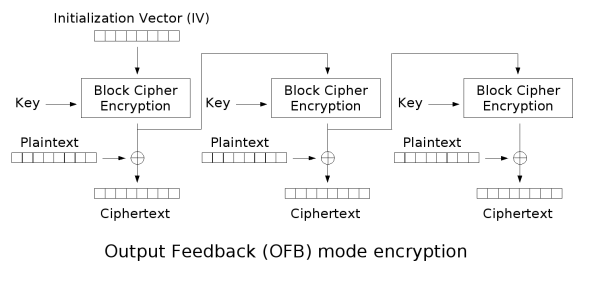 Initialization Vector (IV)
Block Cipher
Encryption
Block Cipher
Encryption
Block Cipher
Encryption
Key
Key
Key
Plaintext
Plaintext
Plaintext
Ciphertext
Ciphertext
Ciphertext
Output Feedback (OFB) mode encryption